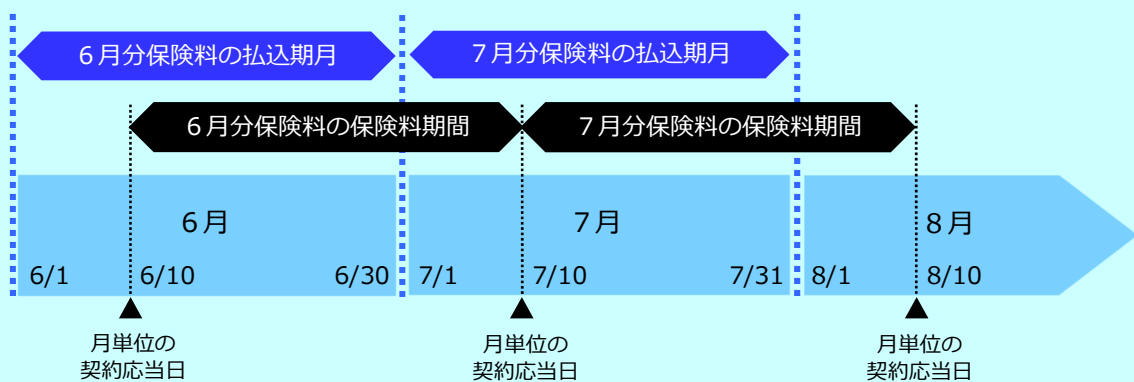 6月分保険料の払込期月
7月分保険料の払込期月
6月分保険料の保険料期間
7月分保険料の保険料期間
6月
7月
8月
6/1
6/10
6/30
7/1
7/10
7/31
8/1
8/10
月単位の
契約応当日
月単位の
契約応当日
月単位の
契約応当日